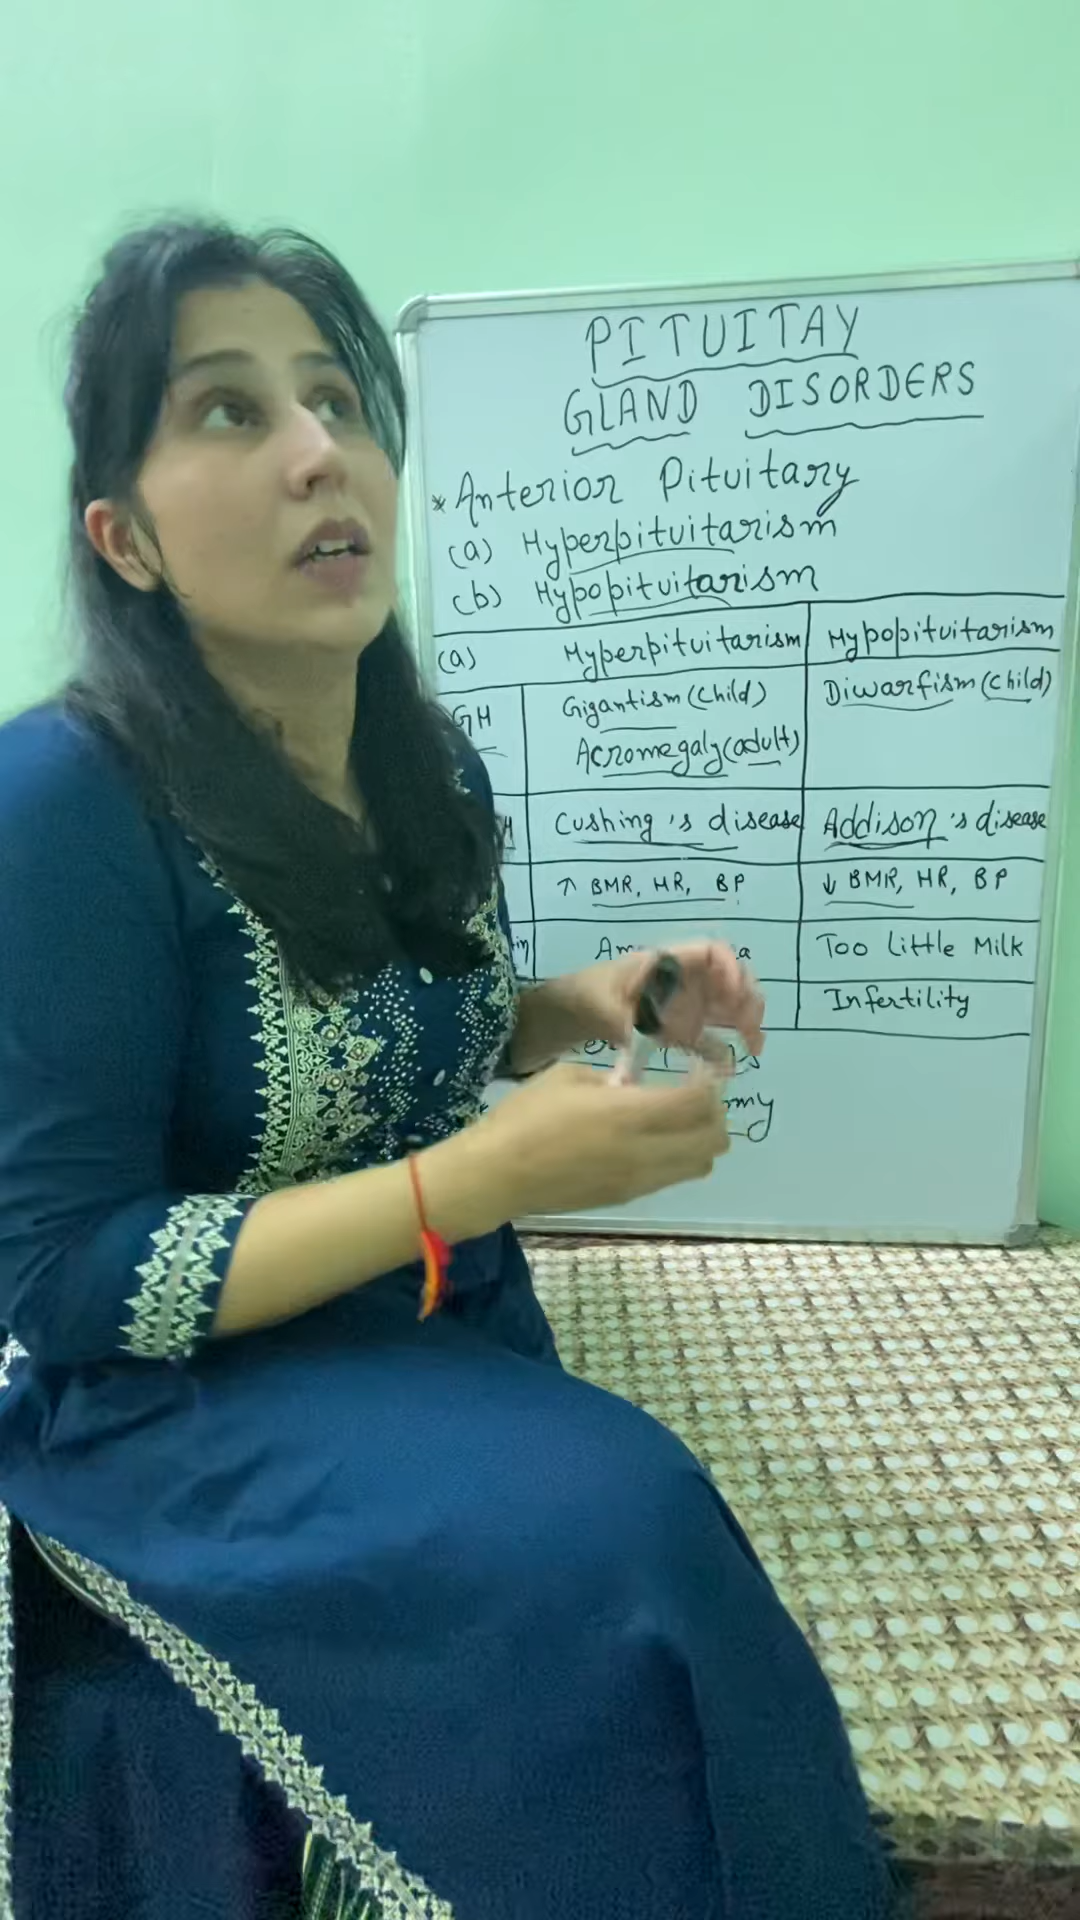 PITUITAY
GLAND DISORDERS
* Anterior Pituitary
(a) Hyperpituitarism
(b) Hypopituitarism
(a) Hyperpituitarism Hypopituitarism
GH Gigantism (Child) Diwarfism (Child)
Acromegaly (adult)
Cushing's disease Addison's disease
↑ BMR, HR, BP ↓ BMR, HR, BP
Too Little Milk
Infertility